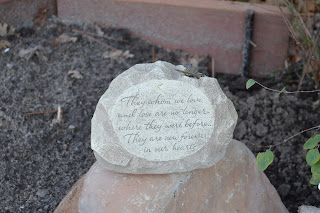 They whom we love
and lose are no longer
where they were before.
They are now forever
in our hearts